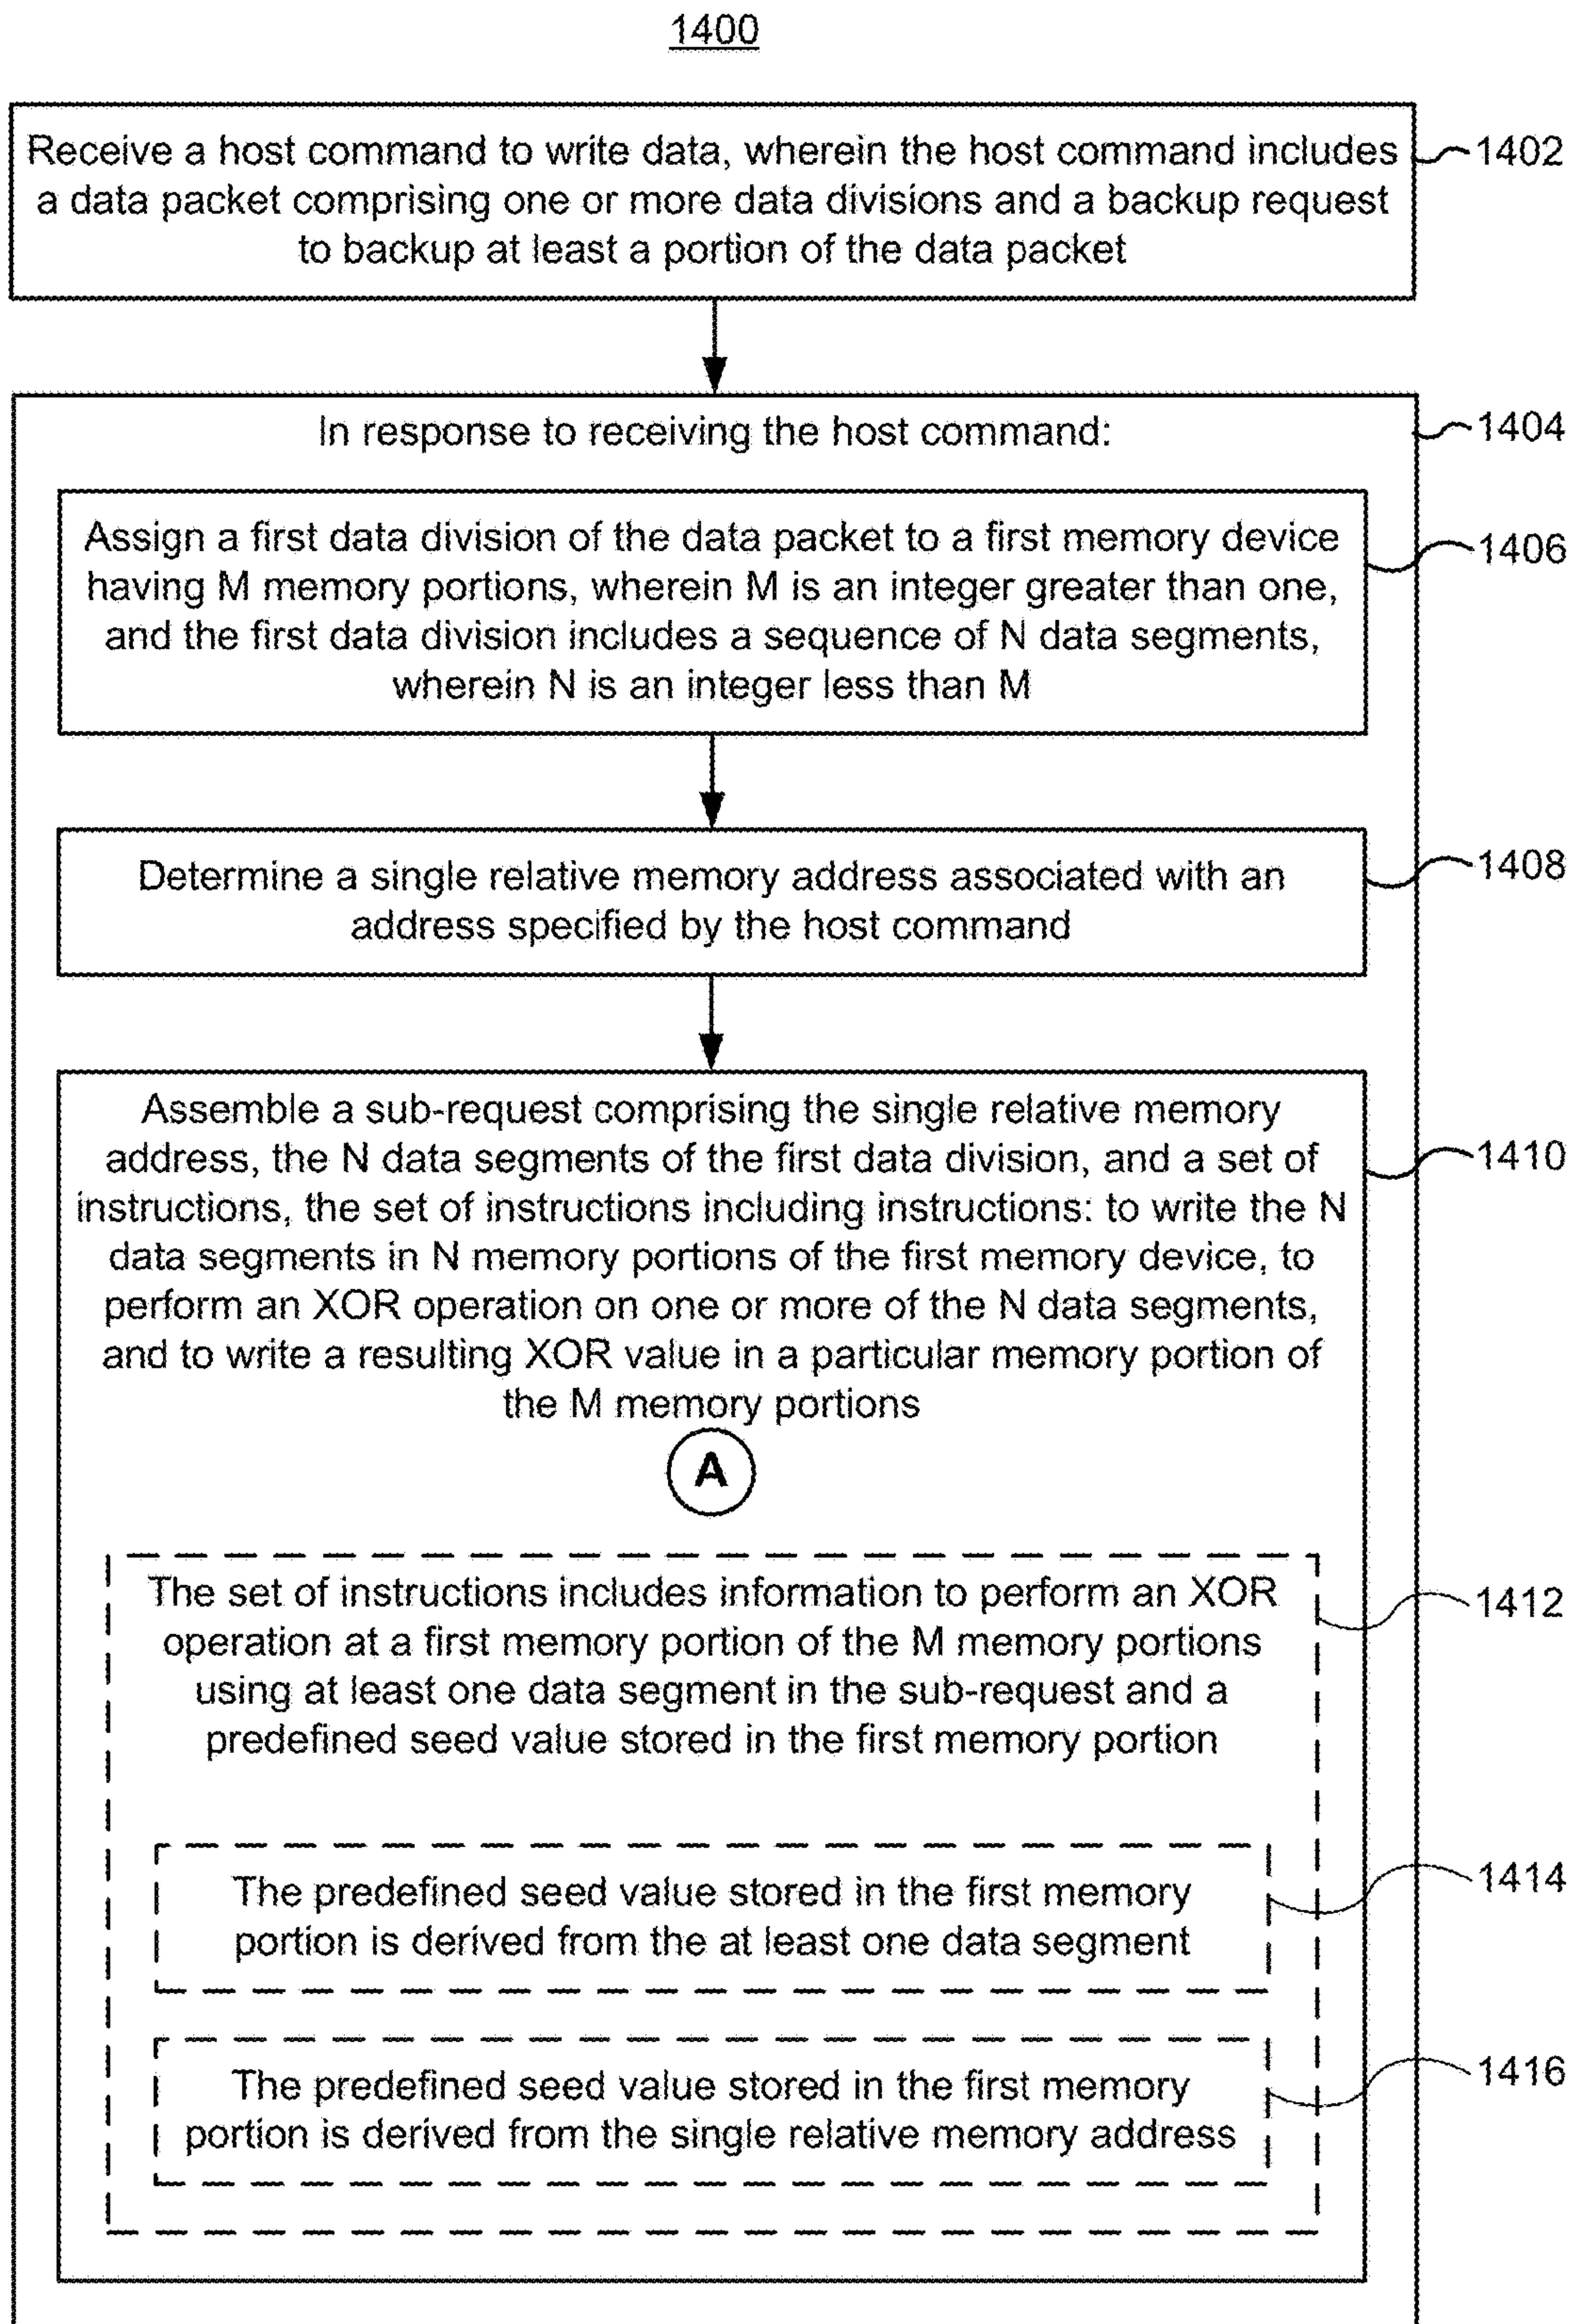 1400
Receive a host command to write data, wherein the host command includes
a data packet comprising one or more data divisions and a backup request
to backup at least a portion of the data packet
1402
In response to receiving the host command:
1404
Assign a first data division of the data packet to a first memory device
having M memory portions, wherein M is an integer greater than one,
and the first data division includes a sequence of N data segments,
wherein N is an integer less than M
1406
Determine a single relative memory address associated with an
address specified by the host command
1408
Assemble a sub-request comprising the single relative memory
address, the N data segments of the first data division, and a set of
instructions, the set of instructions including instructions: to write the N
data segments in N memory portions of the first memory device, to
perform an XOR operation on one or more of the N data segments,
and to write a resulting XOR value in a particular memory portion of
the M memory portions
1410
A
The set of instructions includes information to perform an XOR
operation at a first memory portion of the M memory portions
using at least one data segment in the sub-request and a
predefined seed value stored in the first memory portion
1412
The predefined seed value stored in the first memory
portion is derived from the at least one data segment
1414
The predefined seed value stored in the first memory
portion is derived from the single relative memory address
1416